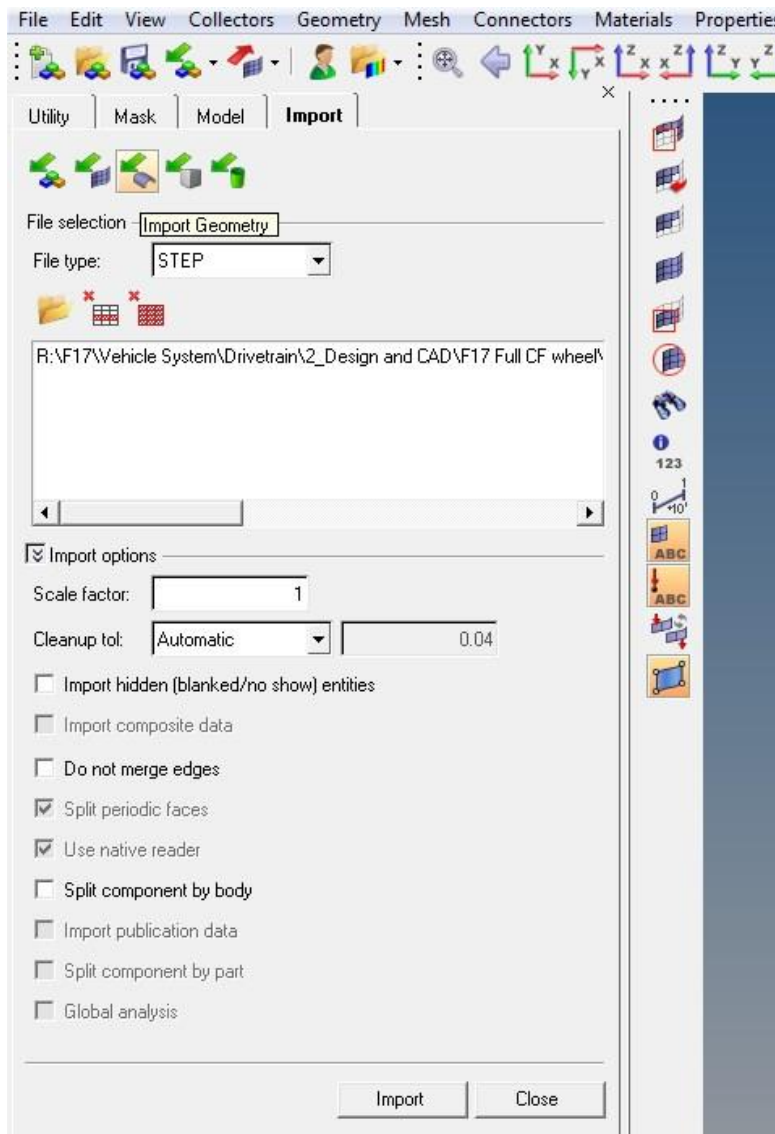 File Edit View Collectors Geometry Mesh Connectors Materials Properties
Y X X Y Z X X Z Z Y Y Z
Utility Mask Model Import
File selection
Import Geometry
File type: STEP
R:\F17\Vehicle System\Drivetrain\2_Design and CAD\F17 Full CF wheel\
123
0 1 +10'
Import options
ABC
Scale factor: 1
ABC
Cleanup tol: Automatic 0.04
Import hidden (blanked/no show) entities
Import composite data
Do not merge edges
Split periodic faces
Use native reader
Split component by body
Import publication data
Split component by part
Global analysis
Import Close